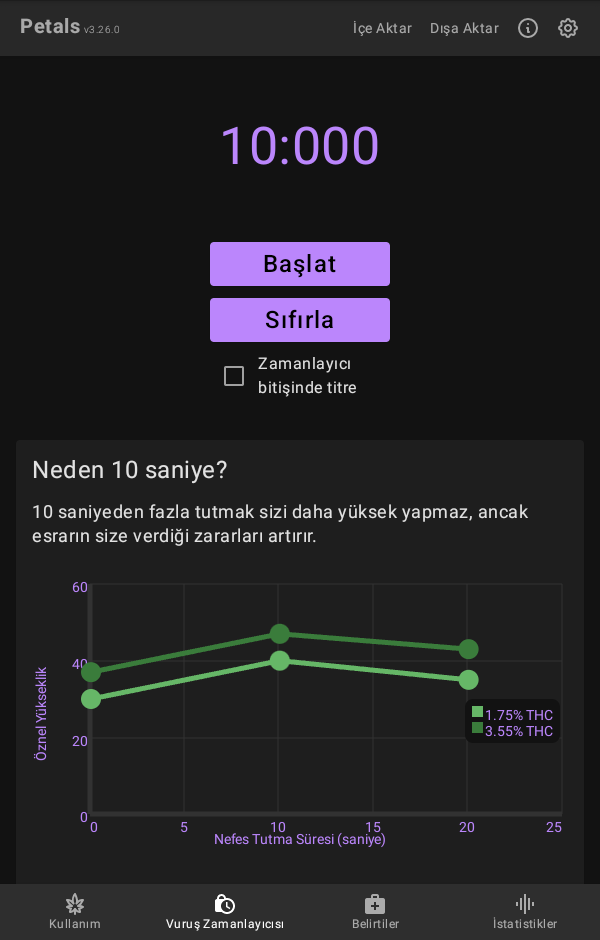 Petals v3.26.0 İçe Aktar Dışa Aktar
10:000
Başlat
Sıfırla
Zamanlayıcı
bitişinde titre
Neden 10 saniye?
10 saniyeden fazla tutmak sizi daha yüksek yapmaz, ancak
esrarın size verdiği zararları artırır.
60
40
20
0
Öznel Yükseklik
1.75% THC
3.55% THC
0 5 10 15 20 25
Nefes Tutma Süresi (saniye)
Kullanım Vuruş Zamanlayıcısı Belirtiler İstatistikler